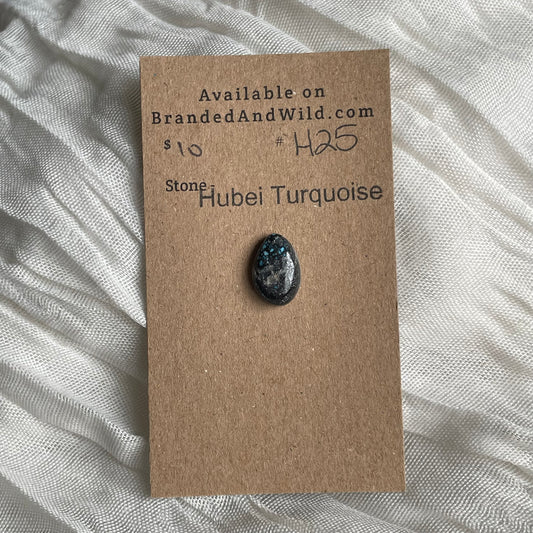 Available on
BrandedAndWild.com
$ 10 # H25
Stone- Hubei Turquoise